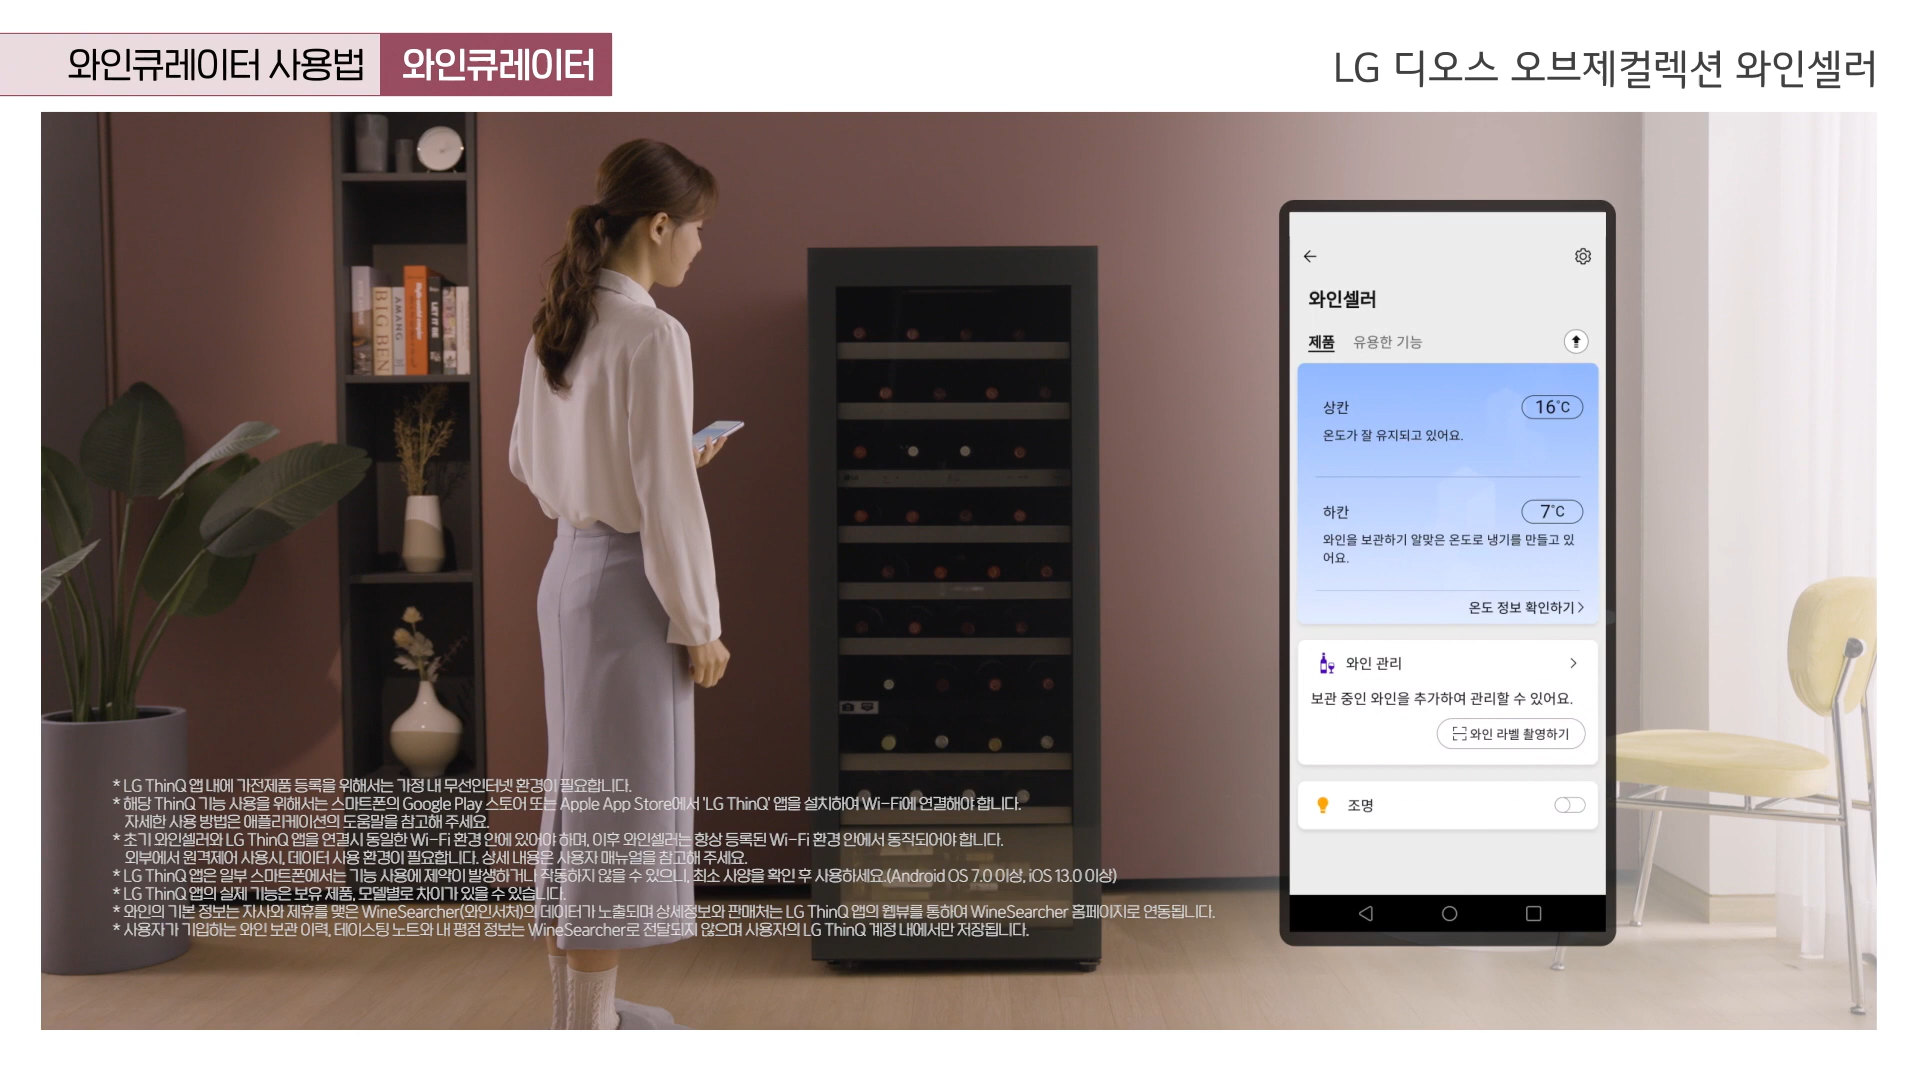 와인큐레이터 사용법
와인큐레이터
LG 디오스 오브제컬렉션 와인셀러
BIG BEN
AMANG
LET IT BE
와인셀러
제품
유용한 기능
상칸
16°C
온도가 잘 유지되고 있어요.
하칸
7°C
와인을 보관하기 알맞은 온도로 냉기를 만들고 있
어요.
온도 정보 확인하기
와인 관리
보관 중인 와인을 추가하여 관리할 수 있어요.
와인 라벨 촬영하기
조명
* LG ThinQ 앱 내에 가전제품 등록을 위해서는 가정 내 무선인터넷 환경이 필요합니다.
* 해당 ThinQ 기능 사용을 위해서는 스마트폰의 Google Play 스토어 또는 Apple App Store에서 'LG ThinQ' 앱을 설치하여 Wi-Fi에 연결해야 합니다.
자세한 사용 방법은 애플리케이션의 도움말을 참고해 주세요.
* 초기 와인셀러와 LG ThinQ 앱을 연결시 동일한 Wi-Fi 환경 안에 있어야 하며, 이후 와인셀러는 항상 등록된 Wi-Fi 환경 안에서 동작되어야 합니다.
외부에서 원격제어 사용시, 데이터 사용 환경이 필요합니다. 상세 내용은 사용자 매뉴얼을 참고해 주세요.
* LG ThinQ 앱은 일부 스마트폰에서는 기능 사용에 제약이 발생하거나 작동하지 않을 수 있으니, 최소 사양을 확인 후 사용하세요.(Android OS 7.0 이상, iOS 13.0 이상)
* LG ThinQ 앱의 실제 기능은 보유 제품, 모델별로 차이가 있을 수 있습니다.
* 와인의 기본 정보는 자사와 제휴를 맺은 WineSearcher(와인서처)의 데이터가 노출되며 상세정보와 판매처는 LG ThinQ 앱의 웹뷰를 통하여 WineSearcher 홈페이지로 연동됩니다.
* 사용자가 기입하는 와인 보관 이력, 테이스팅 노트와 내 평점 정보는 WineSearcher로 전달되지 않으며 사용자의 LG ThinQ 계정 내에서만 저장됩니다.